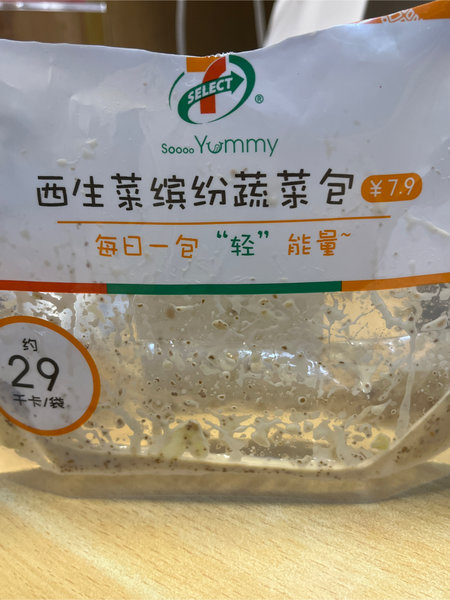 7
SELECT
®
Soooo Yummy
西生菜缤纷蔬菜包 ¥7.9
每日一包“轻”能量~
约
29
千卡/袋